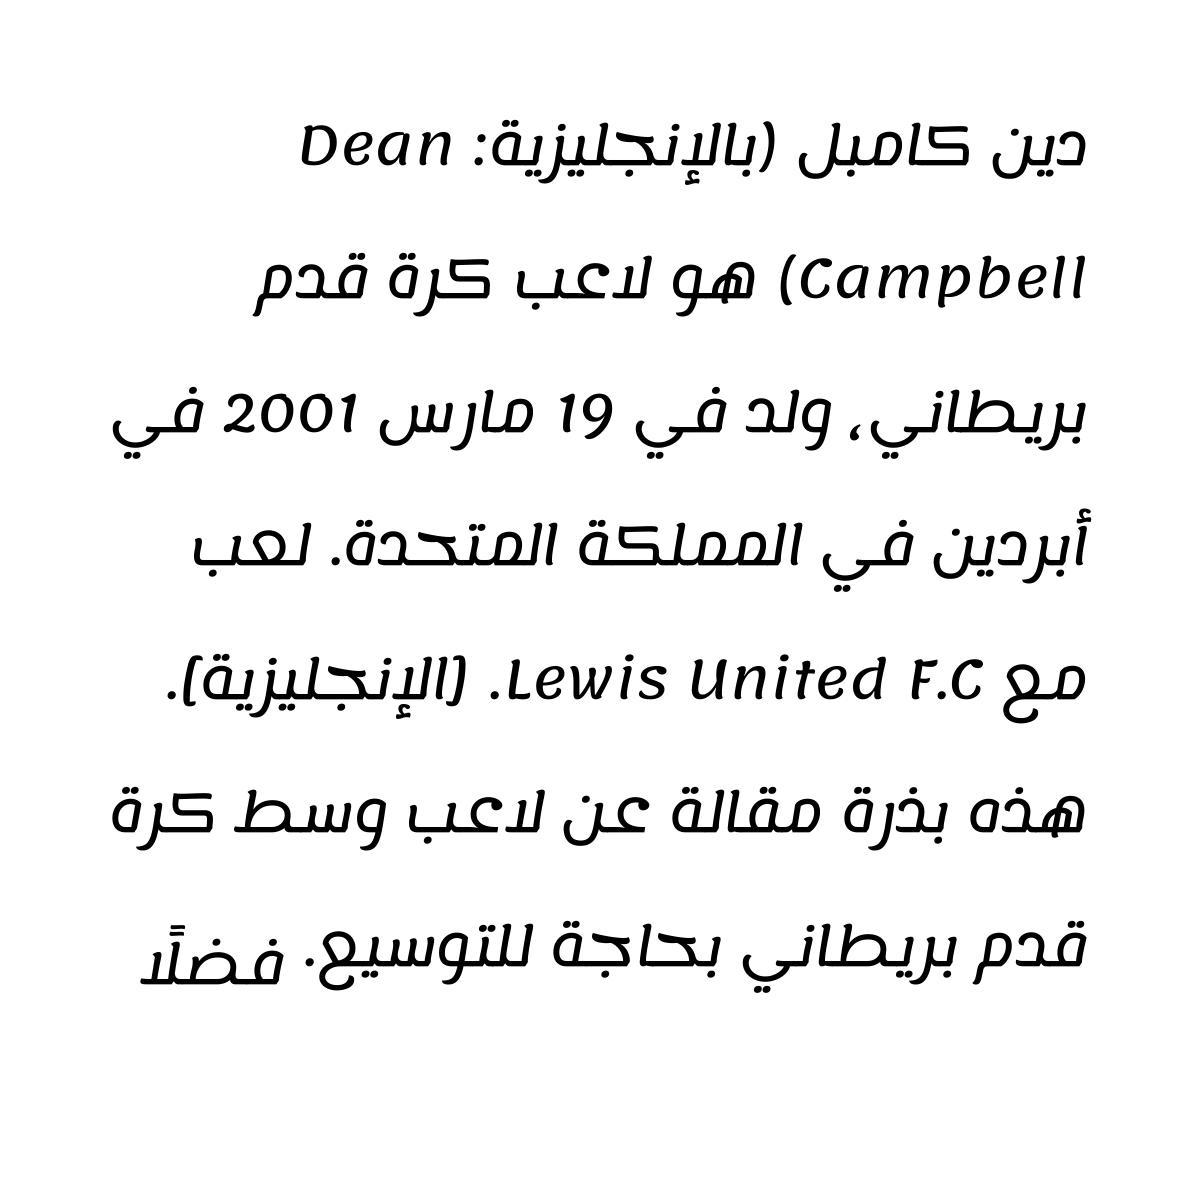 دين كامبل (بالإنجليزية: Dean
Campbell) هو لاعب كرة قدم
بريطاني، ولد في 19 مارس 2001 في
أبردين في المملكة المتحدة. لعب
مع Lewis United F.C. (الإنجليزية).
هذه بذرة مقالة عن لاعب وسط كرة
قدم بريطاني بحاجة للتوسيع. فضلًا